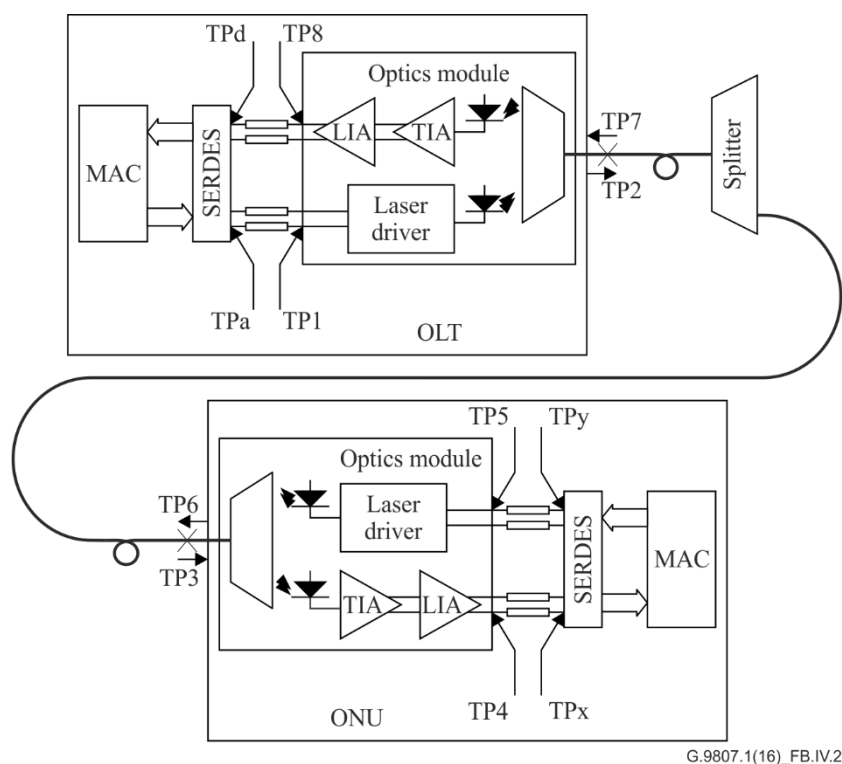 TPd TP8
Optics module
LIA
TIA
TP7
MAC
SERDES
Splitter
TP2
Laser
driver
TPa TP1
OLT
TP5 TPy
Optics module
Laser
driver
TP6
SERDES
MAC
TP3
TIA
LIA
TP4 TPx
ONU
G.9807.1(16)_FB.IV.2